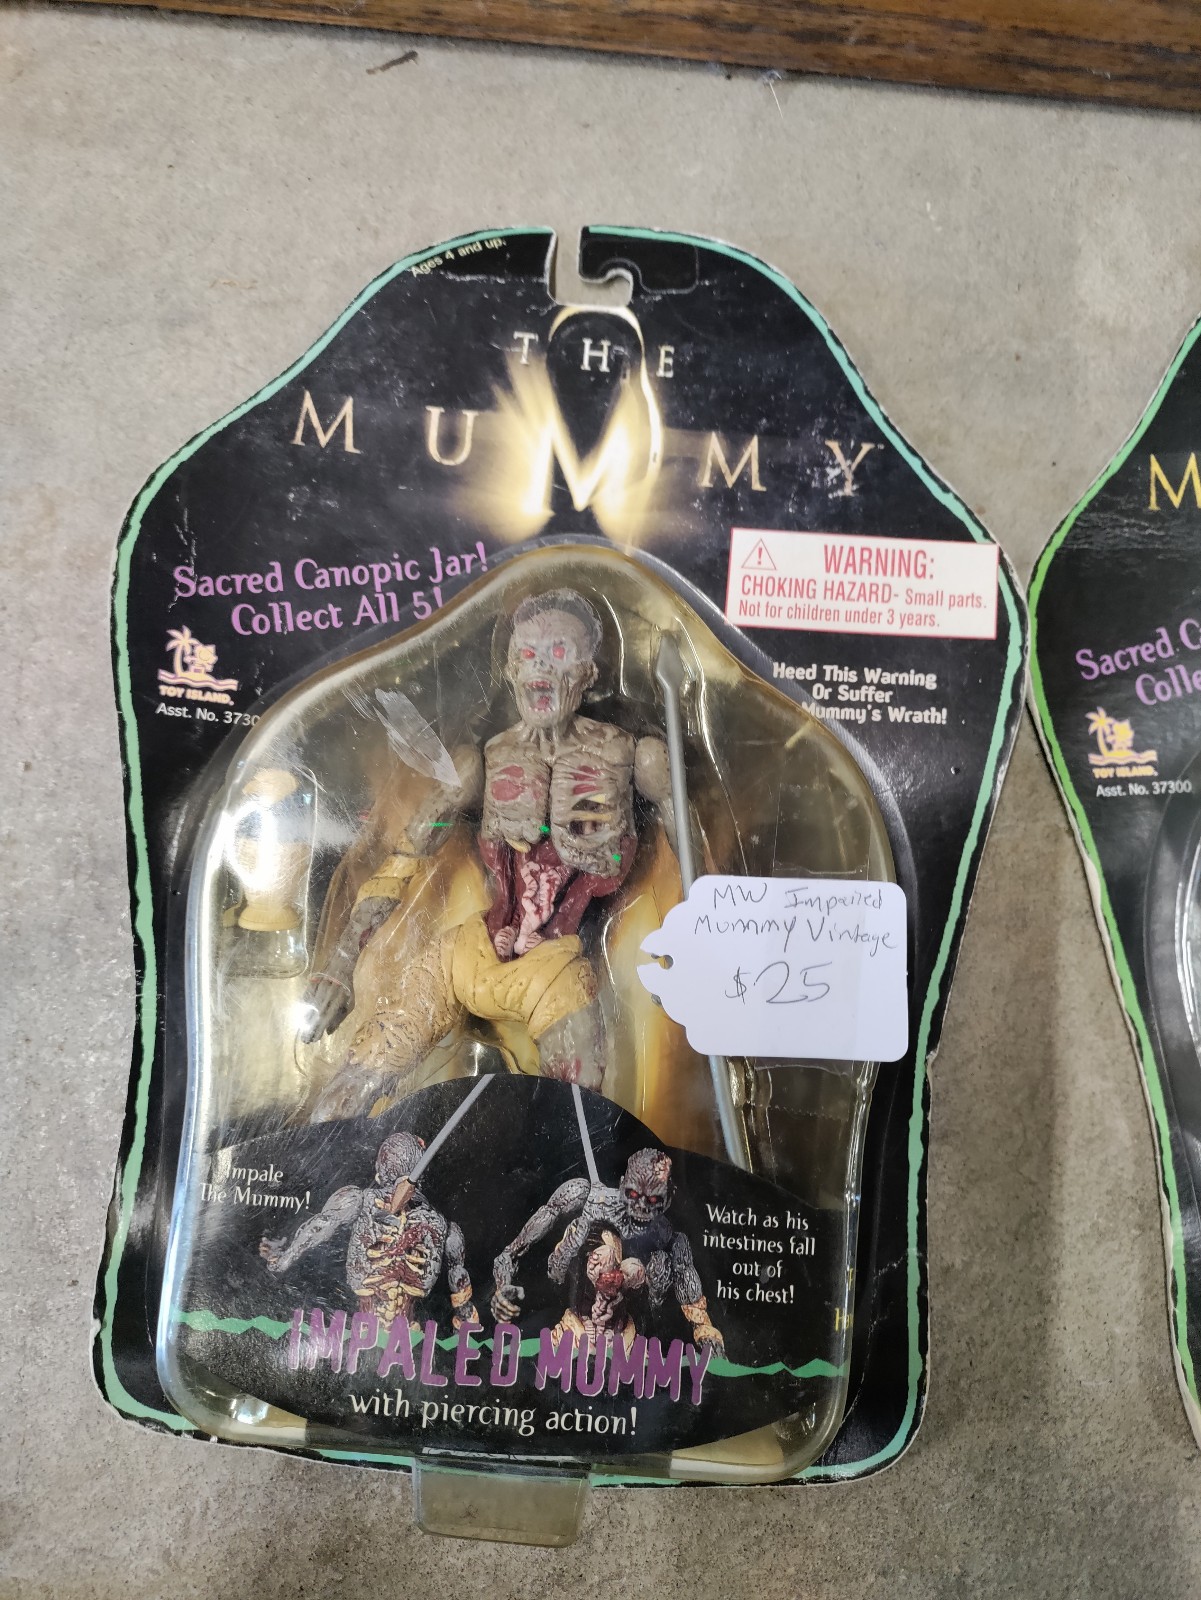 Ages 4 and up.
THE
MUMMY™
Sacred Canopic Jar!
Collect All 5!
TOY ISLAND
Asst. No. 3730
WARNING:
CHOKING HAZARD- Small parts.
Not for children under 3 years.
Heed This Warning
Or Suffer
Mummy's Wrath!
MW Impailed
Mummy Vintage
$25
Impale
The Mummy!
Watch as his
intestines fall
out of
his chest!
IMPALED MUMMY
with piercing action!
M
Sacred C
Colle
TOY ISLAND
Asst. No. 37300